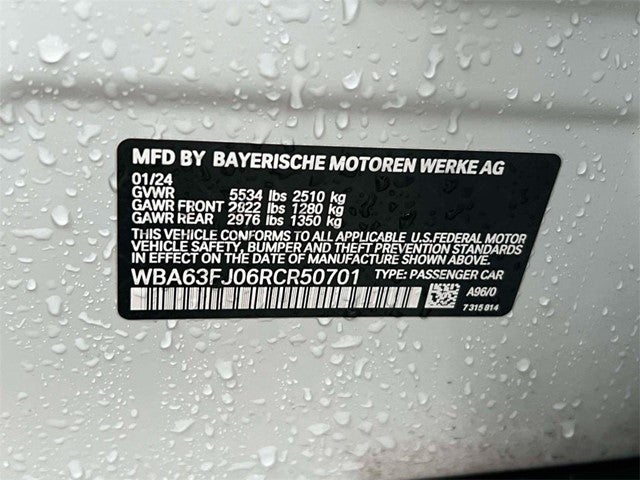 MFD BY BAYERISCHE MOTOREN WERKE AG
01/24
GVWR 5534 lbs 2510 kg
GAWR FRONT 2822 lbs 1280 kg
GAWR REAR 2976 lbs 1350 kg
THIS VEHICLE CONFORMS TO ALL APPLICABLE U.S.FEDERAL MOTOR
VEHICLE SAFETY, BUMPER AND THEFT PREVENTION STANDARDS
IN EFFECT ON THE DATE OF MANUFACTURE SHOWN ABOVE.
WBA63FJ06RCR50701 TYPE: PASSENGER CAR
A96/0
7 315 814